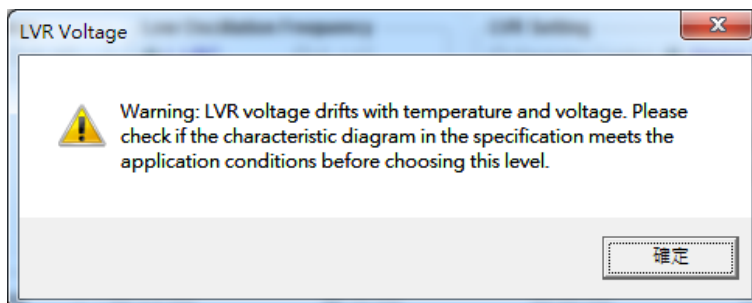 LVR Voltage
Warning: LVR voltage drifts with temperature and voltage. Please
check if the characteristic diagram in the specification meets the
application conditions before choosing this level.
確定